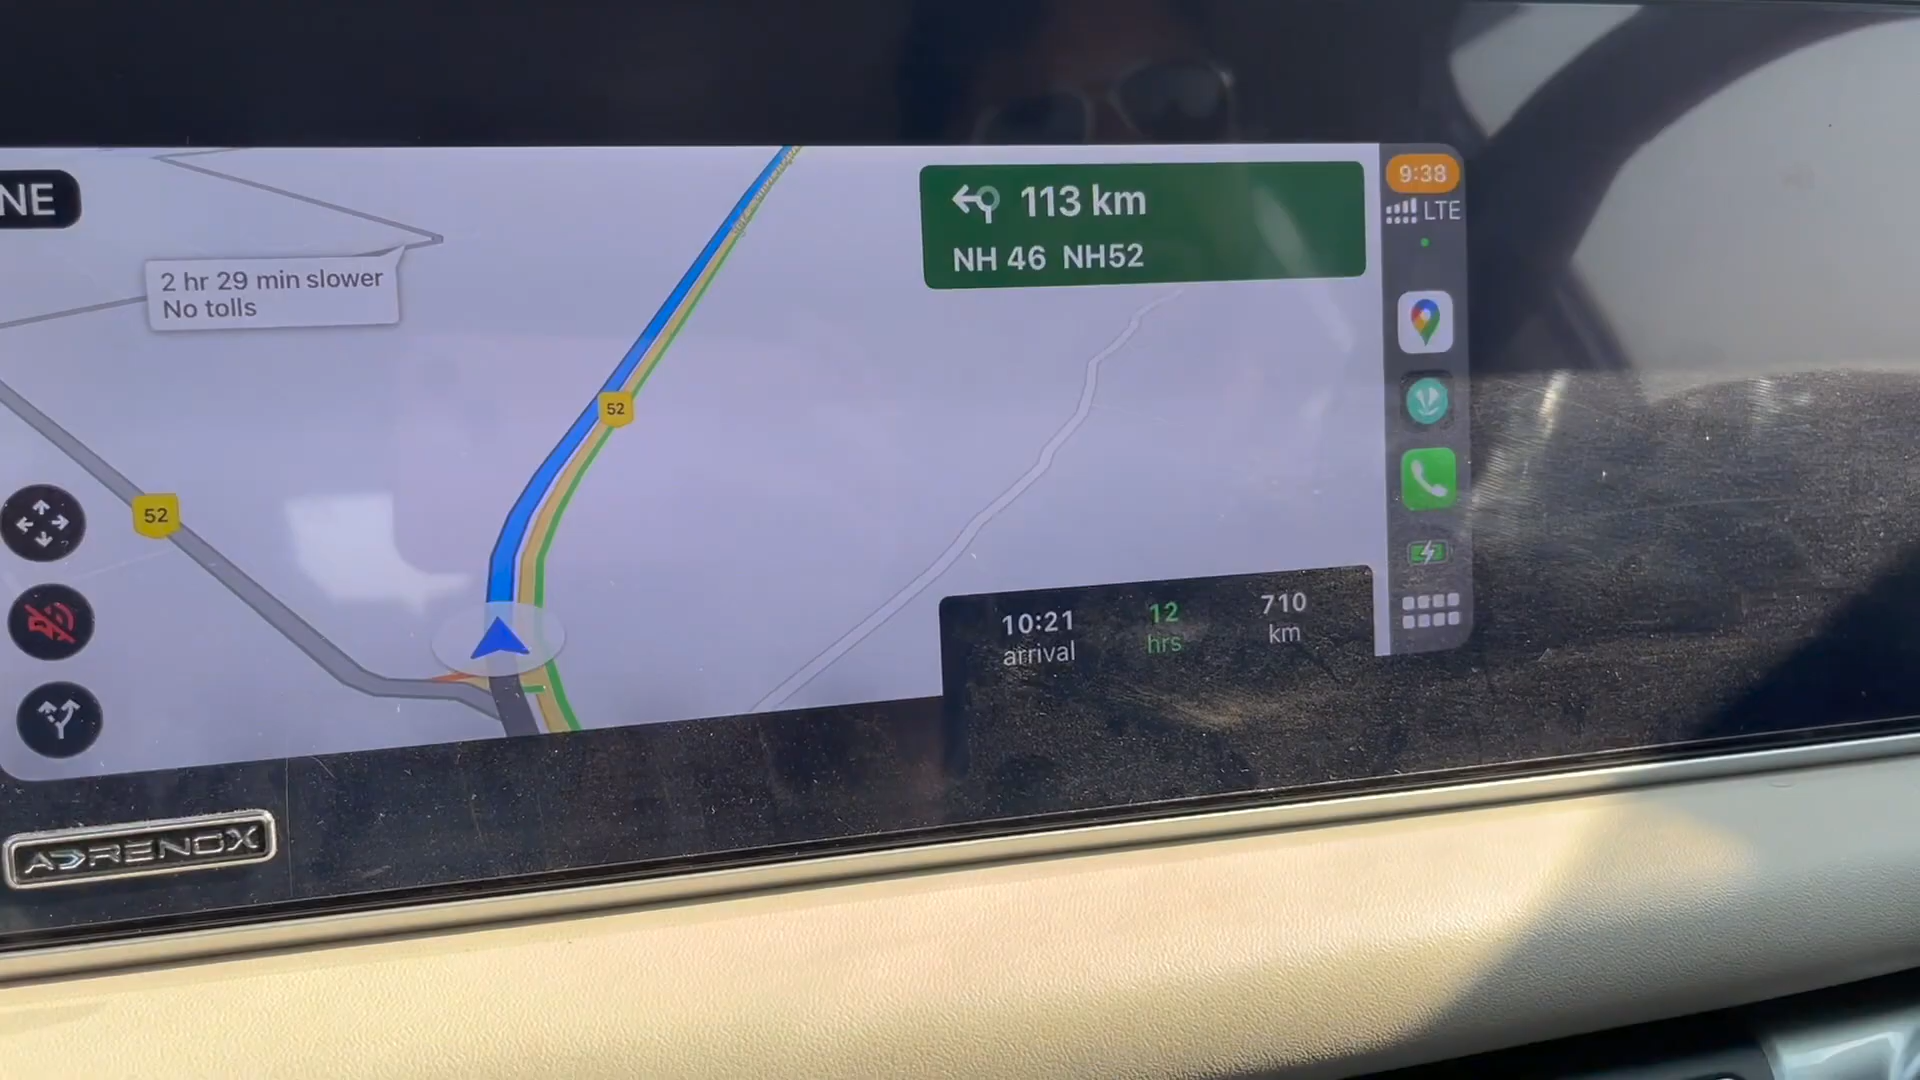 NE
113 km
NH 46 NH52
9:38
LTE
2 hr 29 min slower
No tolls
52
52
10:21
arrival
12
hrs
710
km
ADRENOX